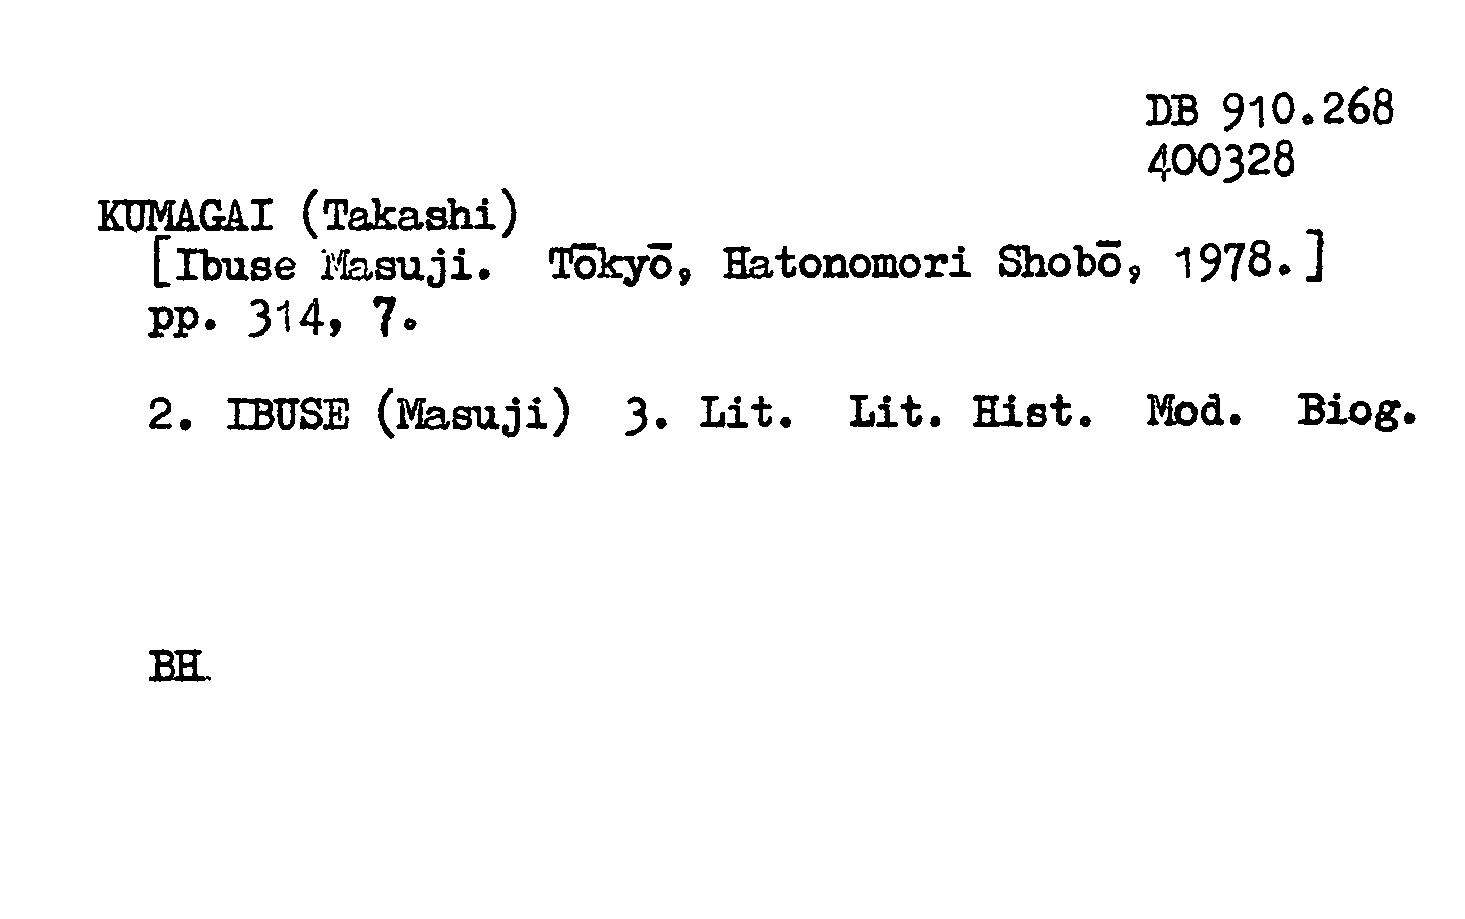 DB 910.268
400328
KUMAGAI (Takashi)
[Ibuse Masuji. Tōkyō, Hatonomori Shobō, 1978.]
pp. 314, 7.
2. IBUSE (Masuji) 3. Lit. Lit. Hist. Mod. Biog.
BH